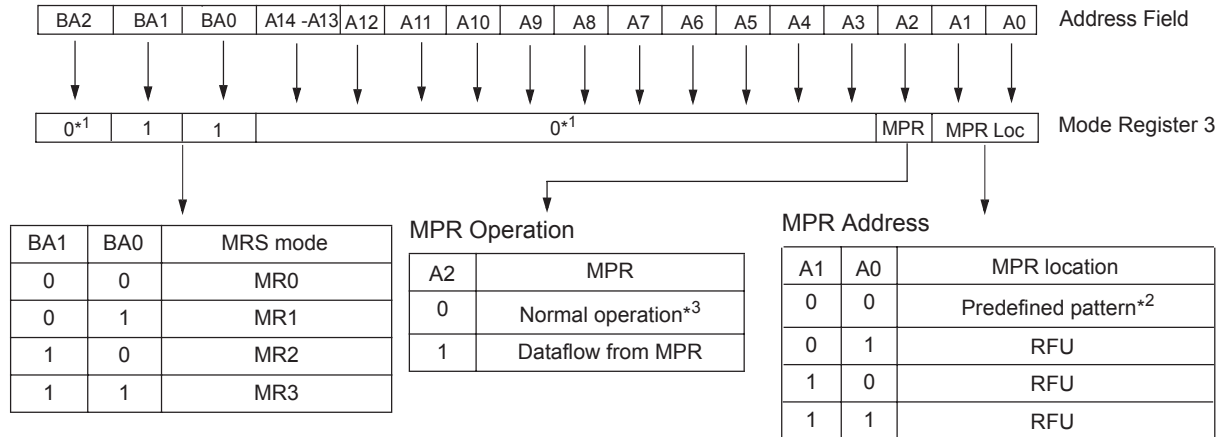 BA2 BA1 BA0 A14 -A13 A12 A11 A10 A9 A8 A7 A6 A5 A4 A3 A2 A1 A0 Address Field
0*1 1 1 0*1 MPR MPR Loc Mode Register 3
BA1 BA0 MRS mode
0 0 MR0
0 1 MR1
1 0 MR2
1 1 MR3
MPR Operation
A2 MPR
0 Normal operation*3
1 Dataflow from MPR
MPR Address
A1 A0 MPR location
0 0 Predefined pattern*2
0 1 RFU
1 0 RFU
1 1 RFU